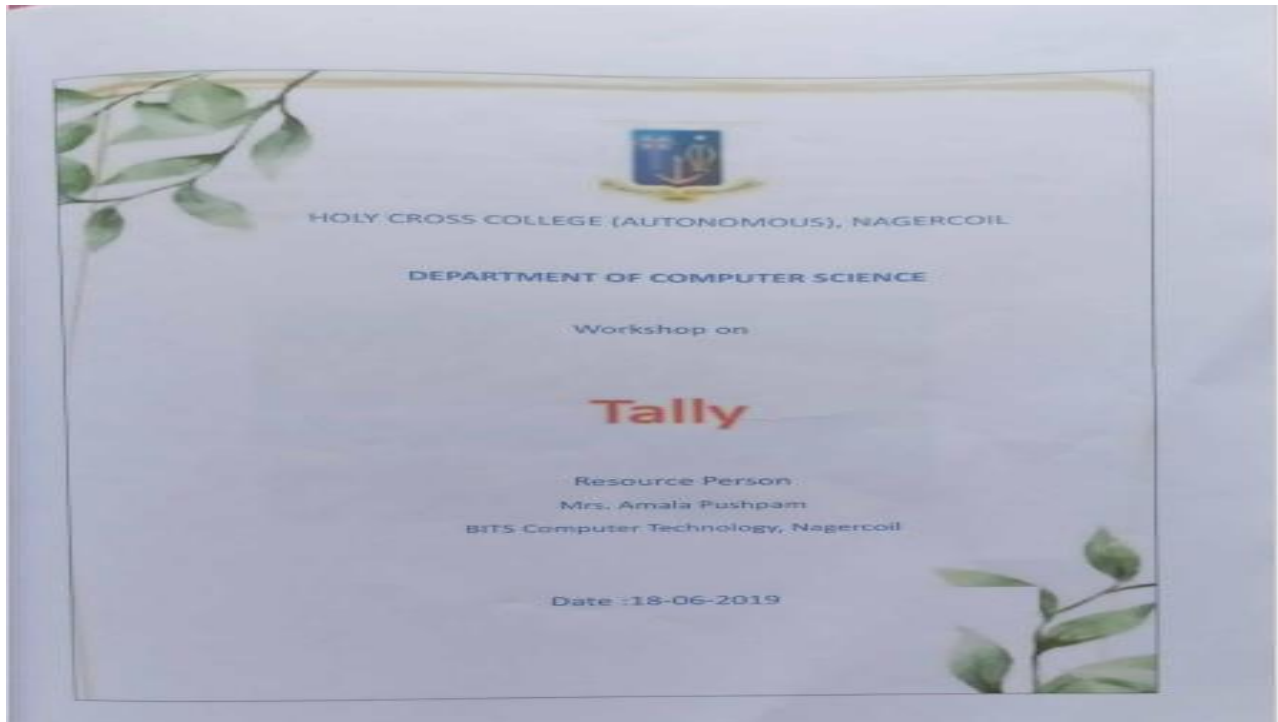 HOLY CROSS COLLEGE (AUTONOMOUS), NAGERCOIL
DEPARTMENT OF COMPUTER SCIENCE
Workshop on
Tally
Resource Person
Mrs. Amala Pushpam
BITS Computer Technology, Nagercoil
Date :18-06-2019